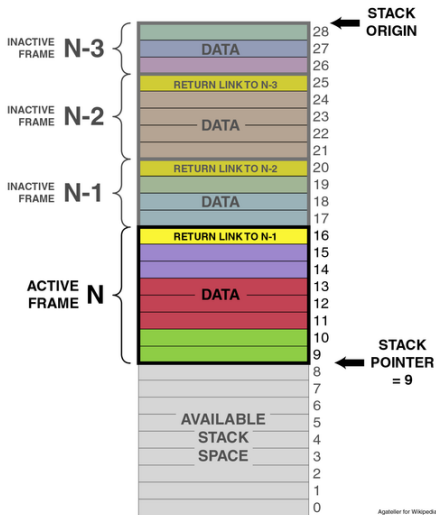 STACK
ORIGIN
INACTIVE
FRAME
N-3
DATA
28
27
26
INACTIVE
FRAME
N-2
RETURN LINK TO N-3
DATA
25
24
23
22
21
INACTIVE
FRAME
N-1
RETURN LINK TO N-2
DATA
20
19
18
17
ACTIVE
FRAME
N
RETURN LINK TO N-1
DATA
16
15
14
13
12
11
10
9
STACK
POINTER
= 9
AVAILABLE
STACK
SPACE
8
7
6
5
4
3
2
1
0
Agateller for Wikipedia